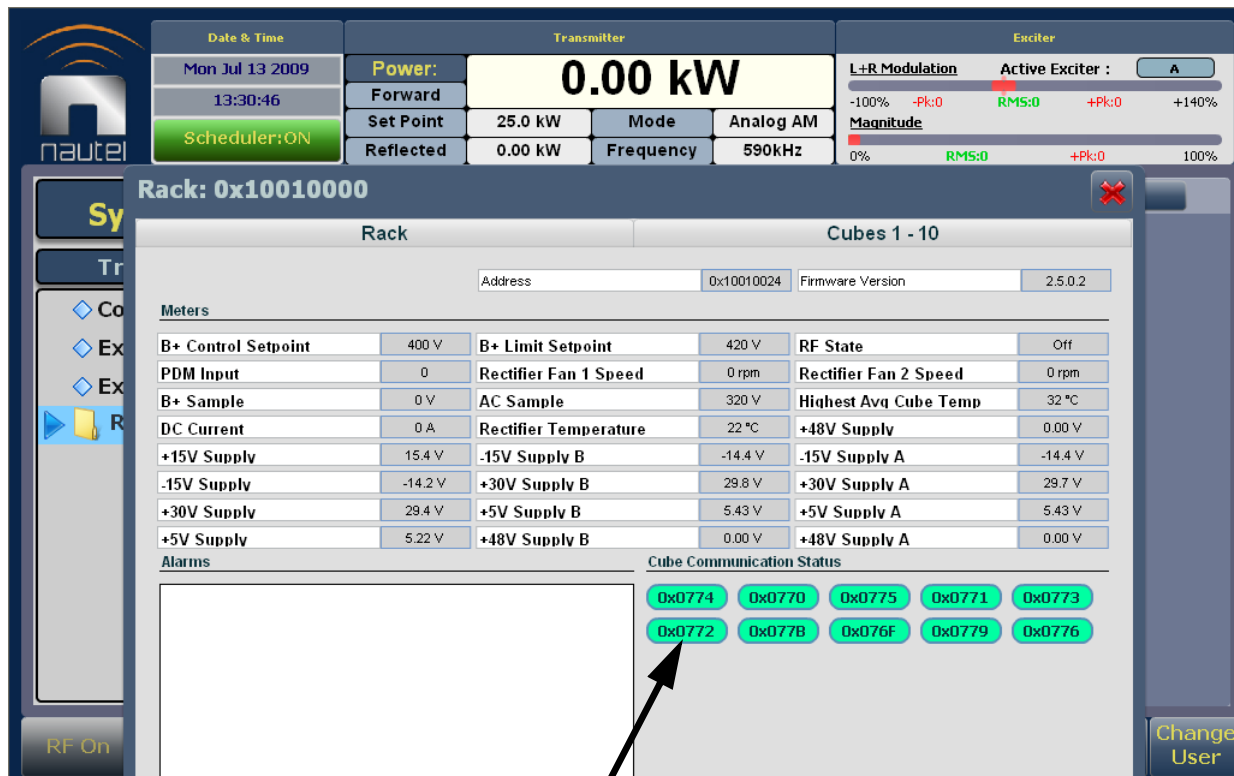 Date & Time Transmitter Exciter
Mon Jul 13 2009 Power: 0.00 kW L+R Modulation Active Exciter : A
13:30:46 Forward -100% -Pk:0 RMS:0 +Pk:0 +140%
Scheduler:ON Set Point 25.0 kW Mode Analog AM Magnitude
nautel Reflected 0.00 kW Frequency 590kHz 0% RMS:0 +Pk:0 100%
Rack: 0x10010000
Sy
Rack Cubes 1 - 10
Tr
Address 0x10010024 Firmware Version 2.5.0.2
Co
Meters
B+ Control Setpoint 400 V B+ Limit Setpoint 420 V RF State Off
Ex
PDM Input 0 Rectifier Fan 1 Speed 0 rpm Rectifier Fan 2 Speed 0 rpm
Ex
B+ Sample 0 V AC Sample 320 V Highest Avg Cube Temp 32 °C
R
DC Current 0 A Rectifier Temperature 22 °C +48V Supply 0.00 V
+15V Supply 15.4 V -15V Supply B -14.4 V -15V Supply A -14.4 V
-15V Supply -14.2 V +30V Supply B 29.8 V +30V Supply A 29.7 V
+30V Supply 29.4 V +5V Supply B 5.43 V +5V Supply A 5.43 V
+5V Supply 5.22 V +48V Supply B 0.00 V +48V Supply A 0.00 V
Alarms Cube Communication Status
0x0774 0x0770 0x0775 0x0771 0x0773
0x0772 0x077B 0x076F 0x0779 0x0776
RF On Change
User